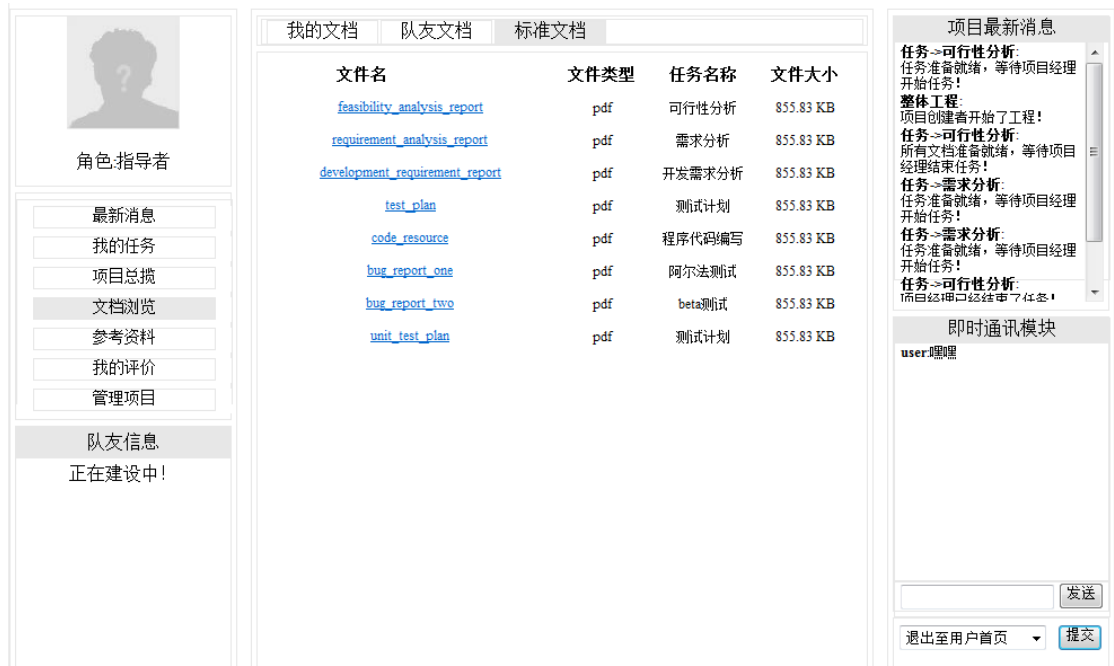 ?
角色:指导者
最新消息
我的任务
项目总揽
文档浏览
参考资料
我的评价
管理项目
队友信息
正在建设中!
我的文档 队友文档 标准文档
文件名 文件类型 任务名称 文件大小
feasibility_analysis_report pdf 可行性分析 855.83 KB
requirement_analysis_report pdf 需求分析 855.83 KB
development_requirement_report pdf 开发需求分析 855.83 KB
test_plan pdf 测试计划 855.83 KB
code_resource pdf 程序代码编写 855.83 KB
bug_report_one pdf 阿尔法测试 855.83 KB
bug_report_two pdf beta测试 855.83 KB
unit_test_plan pdf 测试计划 855.83 KB
项目最新消息
任务->可行性分析:
任务准备就绪，等待项目经理
开始任务!
整体工程:
项目创建者开始了工程!
任务->可行性分析:
所有文档准备就绪，等待项目
经理结束任务!
任务->需求分析:
任务准备就绪，等待项目经理
开始任务!
任务->需求分析:
任务准备就绪，等待项目经理
开始任务!
任务->可行性分析:
项目经理已经结束了任务!
即时通讯模块
user:嘿嘿
发送
退出至用户首页 提交